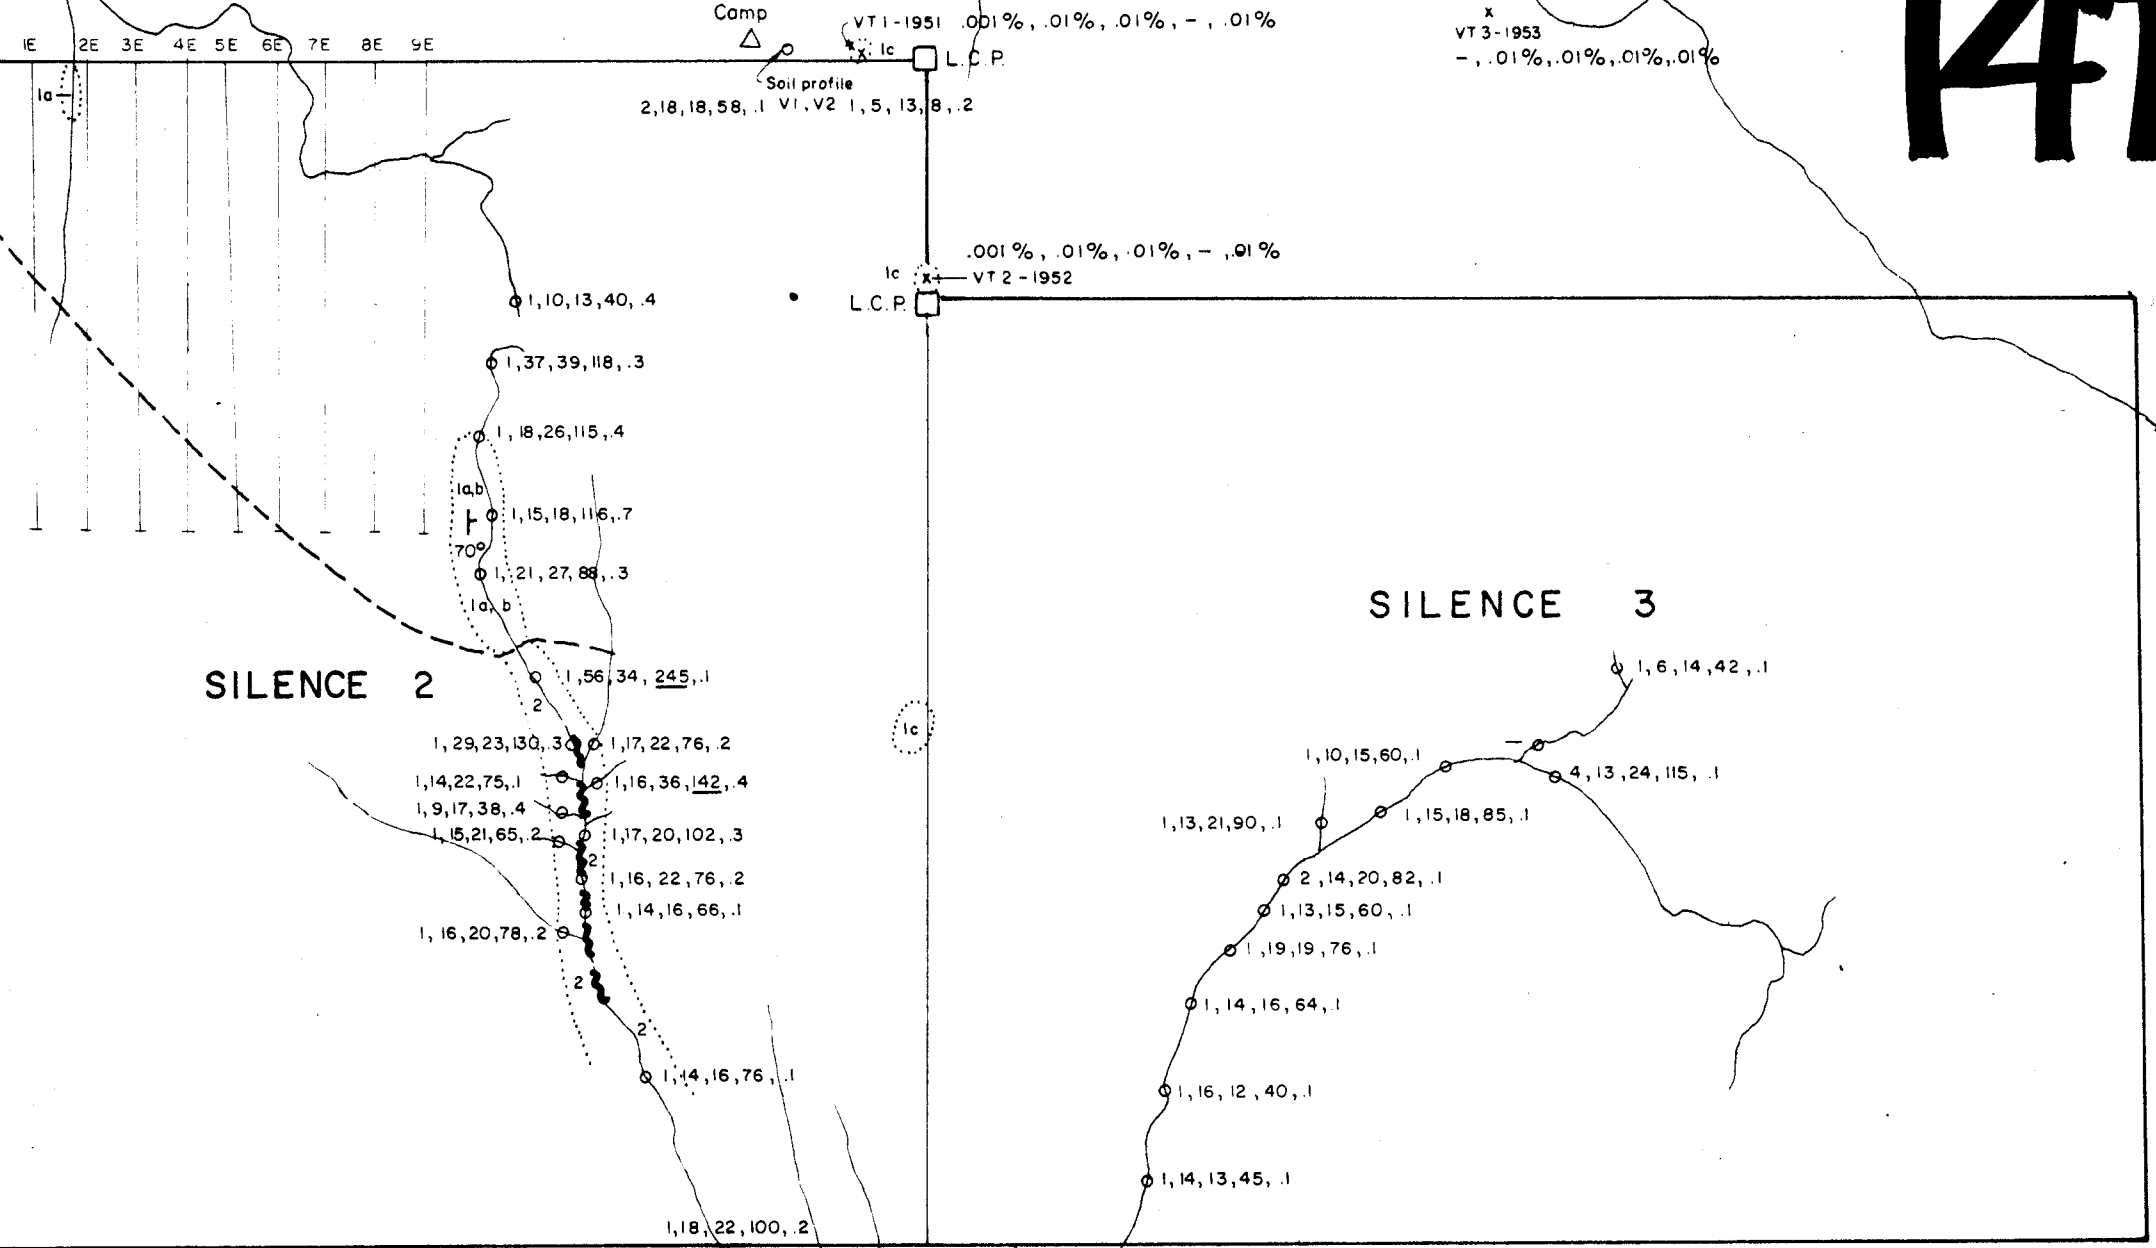 Camp
VT 1-1951 .001%, .01%, .01%, -, .01%
x
VT 3-1953
-, .01%, .01%, .01%, .01%
1E 2E 3E 4E 5E 6E 7E 8E 9E
1c
L.C.P.
1a
Soil profile
2,18,18,58, .1 V1, V2 1, 5, 13, 8, .2
.001%, .01%, .01%, -, .01%
1c
VT 2-1952
L.C.P.
1,10,13,40, .4
1,37,39,118, .3
1,18,26,115, .4
1a,b
1,15,18,116, .7
70°
1, 21, 27, 88, .3
1a, b
SILENCE 3
SILENCE 2
1, 6, 14, 42, .1
1,56,34, 245, .1
2
1c
1,29,23,130, .3
1,17,22,76, .2
-
1,10,15,60, .1
4, 13, 24, 115, .1
1,14,22,75, .1
1,16,36,142, .4
1, 9, 17, 38, .4
1,15,18,85, .1
1,13,21,90, .1
1,15,21,65, .2
1,17,20,102, .3
2
1,16, 22, 76, .2
2,14,20,82, .1
1,14,16,66, .1
1,13,15,60, .1
1, 16,20,78, .2
1,19,19,76, .1
2
1, 14, 16, 64, .1
2
1,14,16,76, .1
1, 16, 12, 40, .1
1, 14, 13, 45, .1
1,18, 22, 100, .2
141